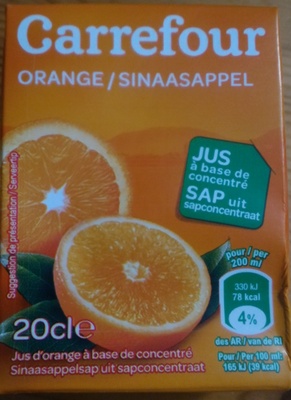 Carrefour
ORANGE / SINAASAPPEL
JUS
à base de
concentré
SAP uit
sapconcentraat
Suggestion de présentation / Serveertip
pour / per
200 ml
330 kJ
78 kcal
4%
des AR / van de RI
Pour / Per 100 ml:
165 kJ (39 kcal)
20cl℮
Jus d'orange à base de concentré
Sinaasappelsap uit sapconcentraat